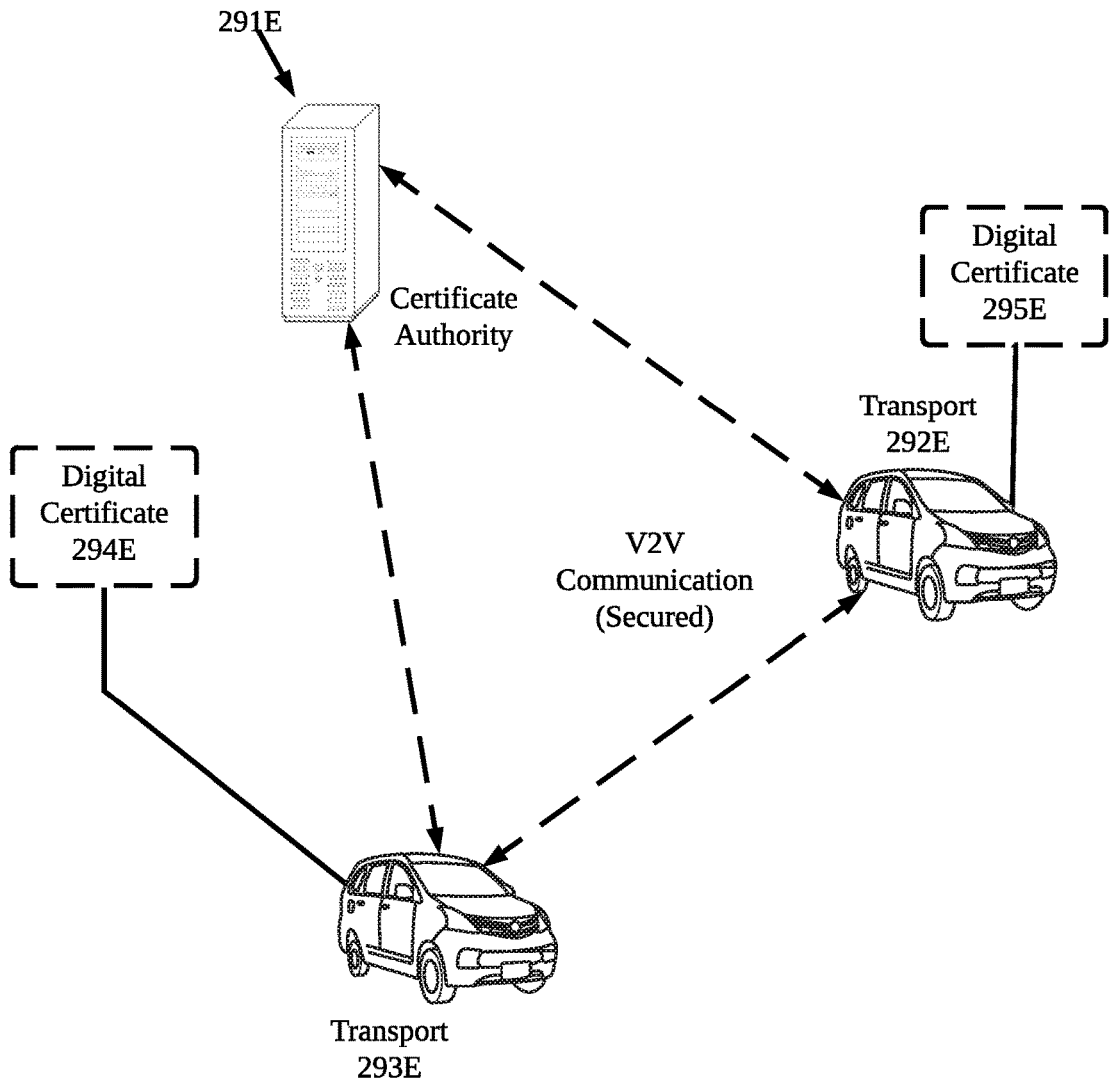 291E
Certificate
Authority
Digital
Certificate
295E
Transport
292E
Digital
Certificate
294E
V2V
Communication
(Secured)
Transport
293E